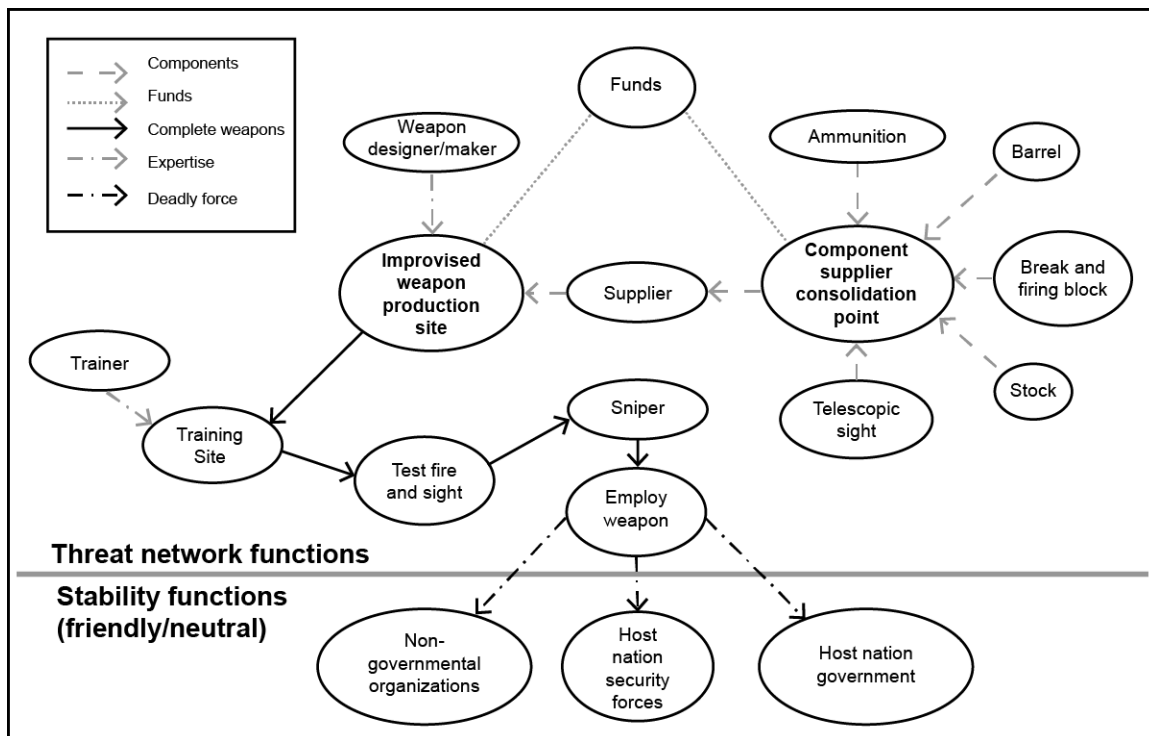 Components
Funds
Complete weapons
Expertise
Deadly force
Funds
Weapon
designer/maker
Ammunition
Barrel
Improvised
weapon
production
site
Supplier
Component
supplier
consolidation
point
Break and
firing block
Trainer
Training
Site
Test fire
and sight
Sniper
Telescopic
sight
Stock
Employ
weapon
Threat network functions
Stability functions
(friendly/neutral)
Non-
governmental
organizations
Host
nation
security
forces
Host nation
government